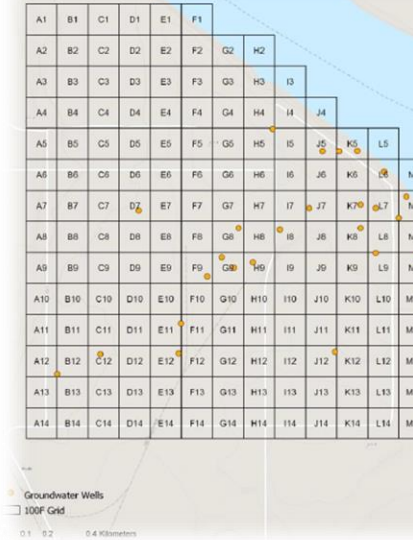 A1 B1 C1 D1 E1 F1
A2 B2 C2 D2 E2 F2 G2 H2
A3 B3 C3 D3 E3 F3 G3 H3 I3
A4 B4 C4 D4 E4 F4 G4 H4 I4 J4
A5 B5 C5 D5 E5 F5 G5 H5 I5 J5 K5 L5
A6 B6 C6 D6 E6 F6 G6 H6 I6 J6 K6 L6 M
A7 B7 C7 D7 E7 F7 G7 H7 I7 J7 K7 L7 M
A8 B8 C8 D8 E8 F8 G8 H8 I8 J8 K8 L8 M
A9 B9 C9 D9 E9 F9 G9 H9 I9 J9 K9 L9 M
A10 B10 C10 D10 E10 F10 G10 H10 I10 J10 K10 L10 M
A11 B11 C11 D11 E11 F11 G11 H11 I11 J11 K11 L11 M
A12 B12 C12 D12 E12 F12 G12 H12 I12 J12 K12 L12 M
A13 B13 C13 D13 E13 F13 G13 H13 I13 J13 K13 L13 M
A14 B14 C14 D14 E14 F14 G14 H14 I14 J14 K14 L14 M
Groundwater Wells
100F Grid
0.1 0.2 0.4 Kilometers